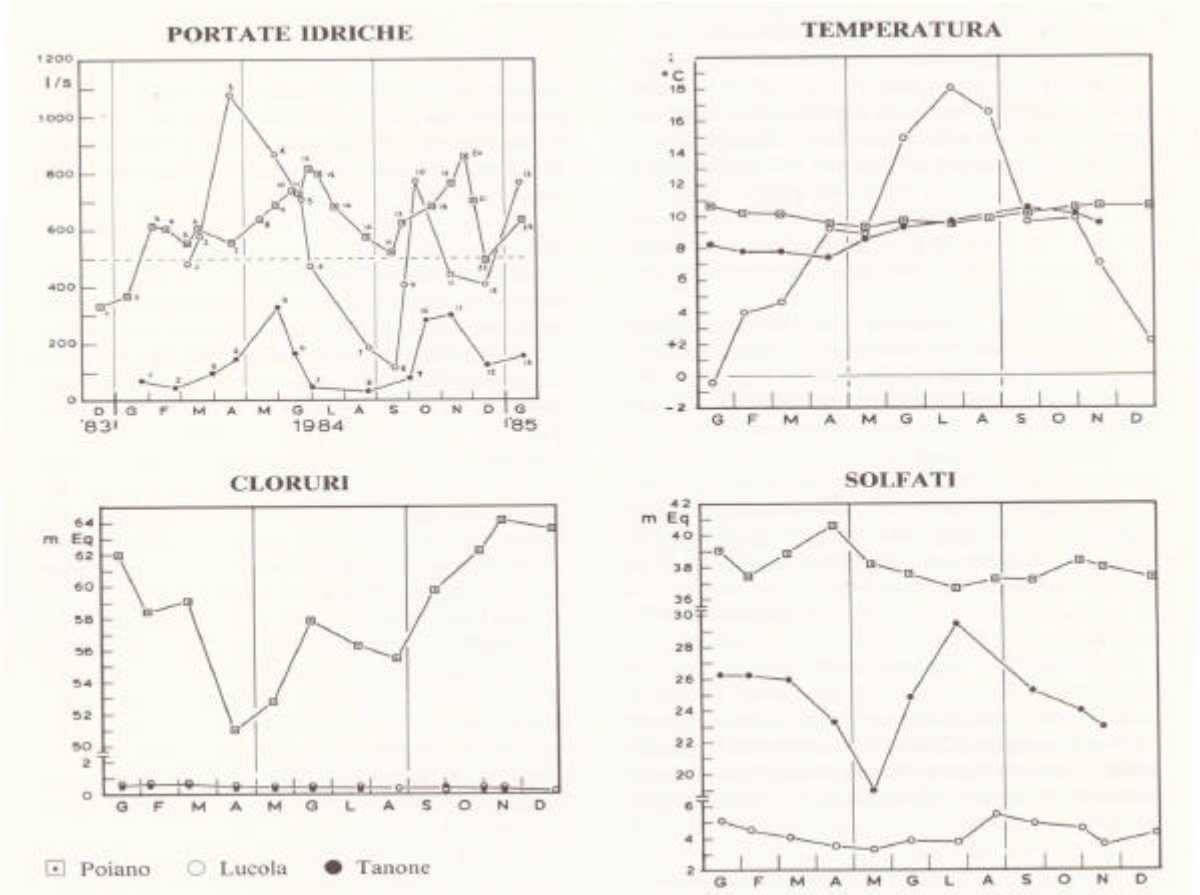 PORTATE IDRICHE
1200
l/s
1000
800
600
400
200
0
D G F M A M G L A S O N D G
'83 1984 '85
TEMPERATURA
°C
18
16
14
12
10
8
6
4
+2
0
-2
G F M A M G L A S O N D
CLORURI
64
m Eq
62
60
58
56
54
52
50
2
0
G F M A M G L A S O N D
SOLFATI
42
m Eq
40
38
36
30
28
26
24
22
20
6
4
2
G F M A M G L A S O N D
Poiano Lucola Tanone